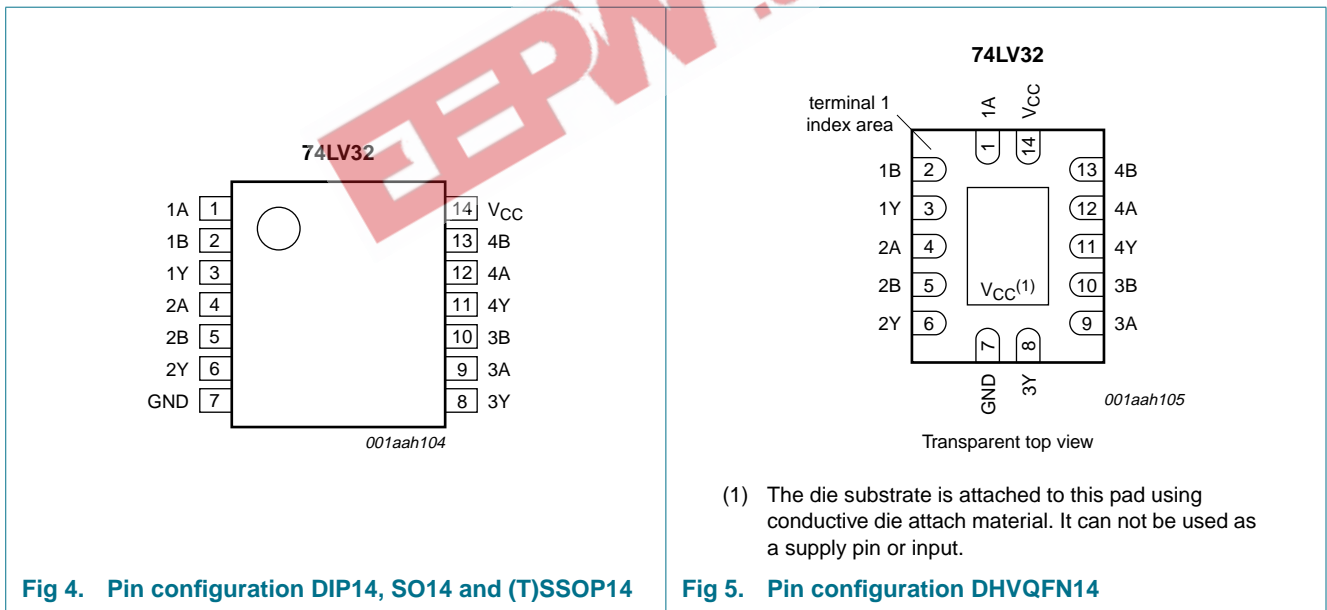 EEPW
74LV32
1A 1
1B 2
1Y 3
2A 4
2B 5
2Y 6
GND 7
14 VCC
13 4B
12 4A
11 4Y
10 3B
9 3A
8 3Y
001aah104
Fig 4. Pin configuration DIP14, SO14 and (T)SSOP14
74LV32
terminal 1
index area
1A
VCC
1
14
1B 2
1Y 3
2A 4
2B 5
2Y 6
13 4B
12 4A
11 4Y
10 3B
9 3A
VCC(1)
7
8
GND
3Y
001aah105
Transparent top view
(1) The die substrate is attached to this pad using
conductive die attach material. It can not be used as
a supply pin or input.
Fig 5. Pin configuration DHVQFN14